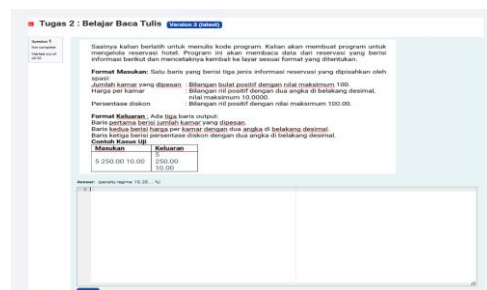 Tugas 2 : Belajar Baca Tulis Version 3 (latest)
Question 1
Not complete
Marked out of
Saatnya kalian berlatih untuk menulis kode program. Kalian akan membuat program untuk
mengelola reservasi hotel. Program ini akan membaca data dari reservasi yang berisi
informasi berikut dan mencetaknya kembali ke layar sesuai format yang ditentukan.
Format Masukan: Satu baris yang berisi tiga jenis informasi reservasi yang dipisahkan oleh
spasi:
Jumlah kamar yang dipesan : Bilangan bulat positif dengan nilai maksimum 100.
Harga per kamar : Bilangan riil positif dengan dua angka di belakang desimal,
nilai maksimum 10.0000.
Persentase diskon : Bilangan riil positif dengan nilai maksimum 100.00.
Format Keluaran : Ada tiga baris output:
Baris pertama berisi jumlah kamar yang dipesan.
Baris kedua berisi harga per kamar dengan dua angka di belakang desimal.
Baris ketiga berisi persentase diskon dengan dua angka di belakang desimal.
Contoh Kasus Uji
Masukan Keluaran
5
5 250.00 10.00 250.00
10.00
Answer: (penalty regime: 10, 20, ... %)
1